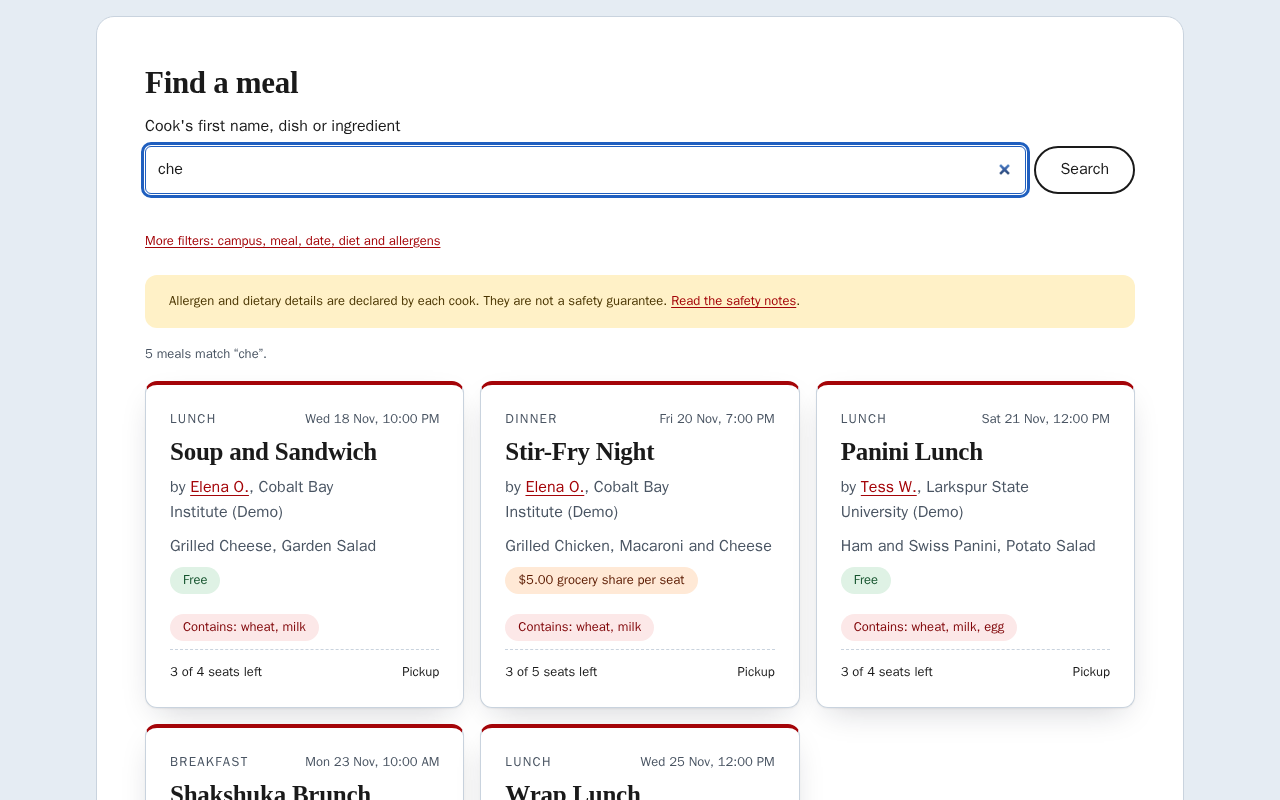 Find a meal
Cook's first name, dish or ingredient
che
Search
More filters: campus, meal, date, diet and allergens
Allergen and dietary details are declared by each cook. They are not a safety guarantee. Read the safety notes.
5 meals match “che”.
LUNCH Wed 18 Nov, 10:00 PM
Soup and Sandwich
by Elena O., Cobalt Bay
Institute (Demo)
Grilled Cheese, Garden Salad
Free
Contains: wheat, milk
3 of 4 seats left Pickup
DINNER Fri 20 Nov, 7:00 PM
Stir-Fry Night
by Elena O., Cobalt Bay
Institute (Demo)
Grilled Chicken, Macaroni and Cheese
$5.00 grocery share per seat
Contains: wheat, milk
3 of 5 seats left Pickup
LUNCH Sat 21 Nov, 12:00 PM
Panini Lunch
by Tess W., Larkspur State
University (Demo)
Ham and Swiss Panini, Potato Salad
Free
Contains: wheat, milk, egg
3 of 4 seats left Pickup
BREAKFAST Mon 23 Nov, 10:00 AM
Shakshuka Brunch
LUNCH Wed 25 Nov, 12:00 PM
Wrap Lunch